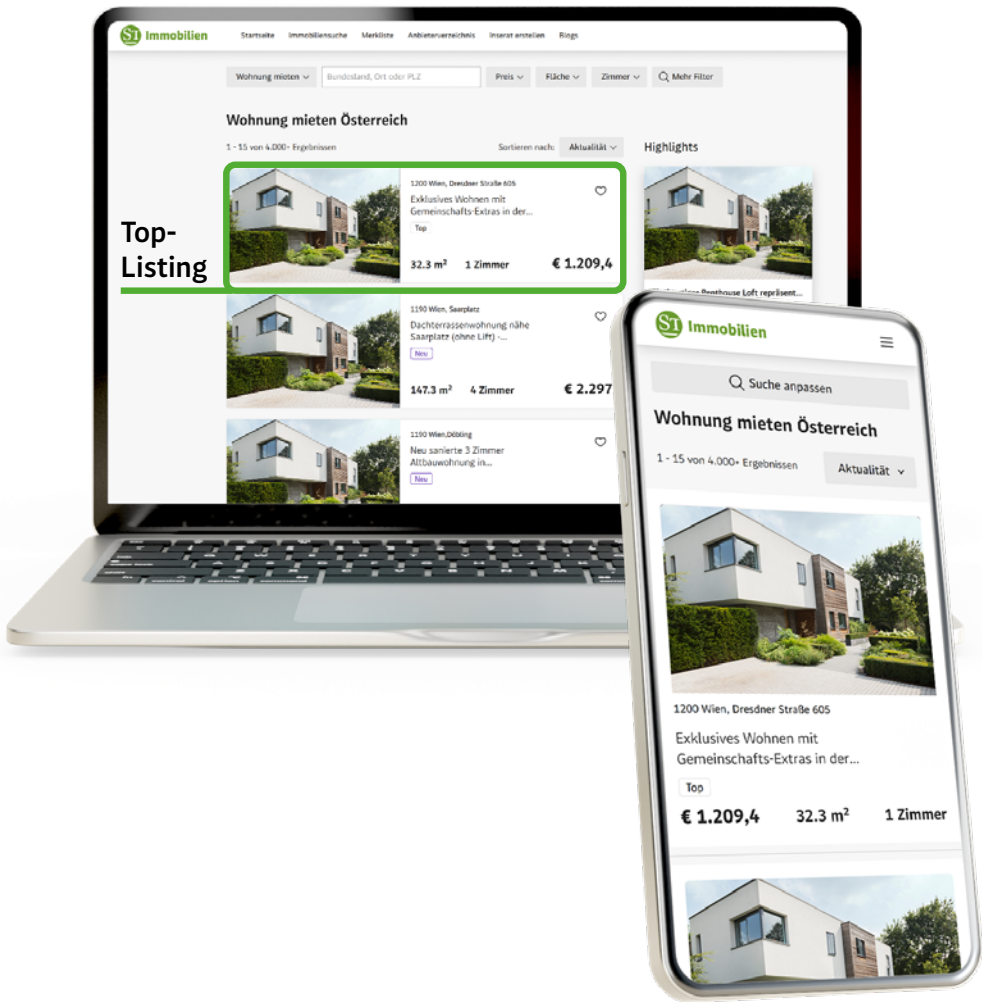 ST Immobilien
Startseite Immobiliensuche Merkliste Anbieterverzeichnis Inserat erstellen Blogs
Wohnung mieten Bundesland, Ort oder PLZ Preis Fläche Zimmer Mehr Filter
Wohnung mieten Österreich
1 - 15 von 4.000+ Ergebnissen Sortieren nach: Aktualität
Highlights
Top-
Listing
1200 Wien, Dresdner Straße 605
Exklusives Wohnen mit
Gemeinschafts-Extras in der...
Top
32.3 m² 1 Zimmer € 1.209,4
Penthouse Loft repräsent...
1190 Wien, Saarplatz
Dachterrassenwohnung nähe
Saarplatz (ohne Lift) -...
Neu
147.3 m² 4 Zimmer € 2.297
1190 Wien,Döbling
Neu sanierte 3 Zimmer
Altbauwohnung in...
Neu
ST Immobilien
Suche anpassen
Wohnung mieten Österreich
1 - 15 von 4.000+ Ergebnissen Aktualität
1200 Wien, Dresdner Straße 605
Exklusives Wohnen mit
Gemeinschafts-Extras in der...
Top
€ 1.209,4 32.3 m² 1 Zimmer